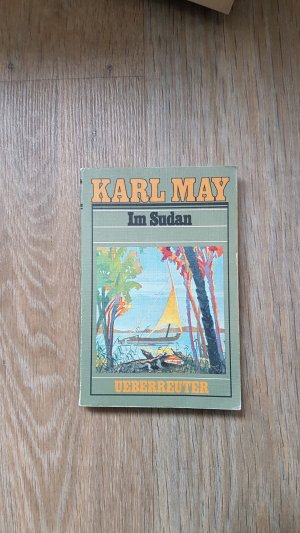 KARL MAY
Im Sudan
UEBERREUTER